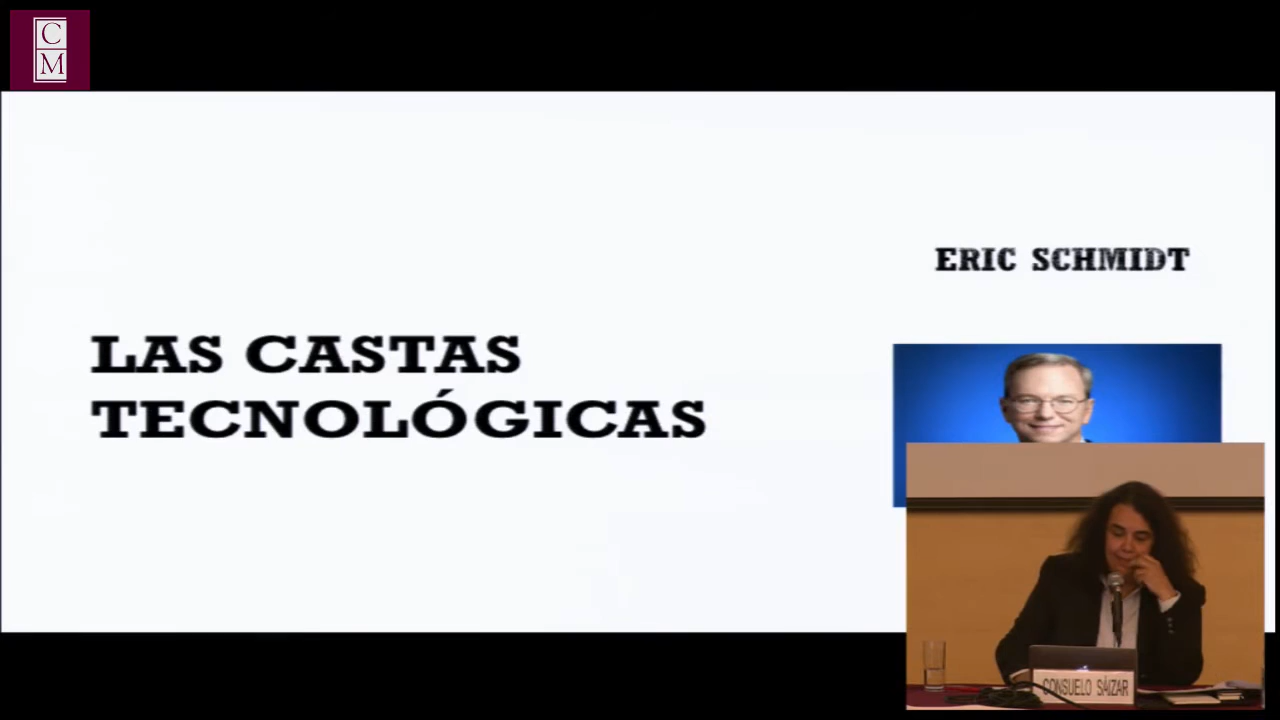 C
M
ERIC SCHMIDT
LAS CASTAS
TECNOLÓGICAS
CONSUELO SÁIZAR